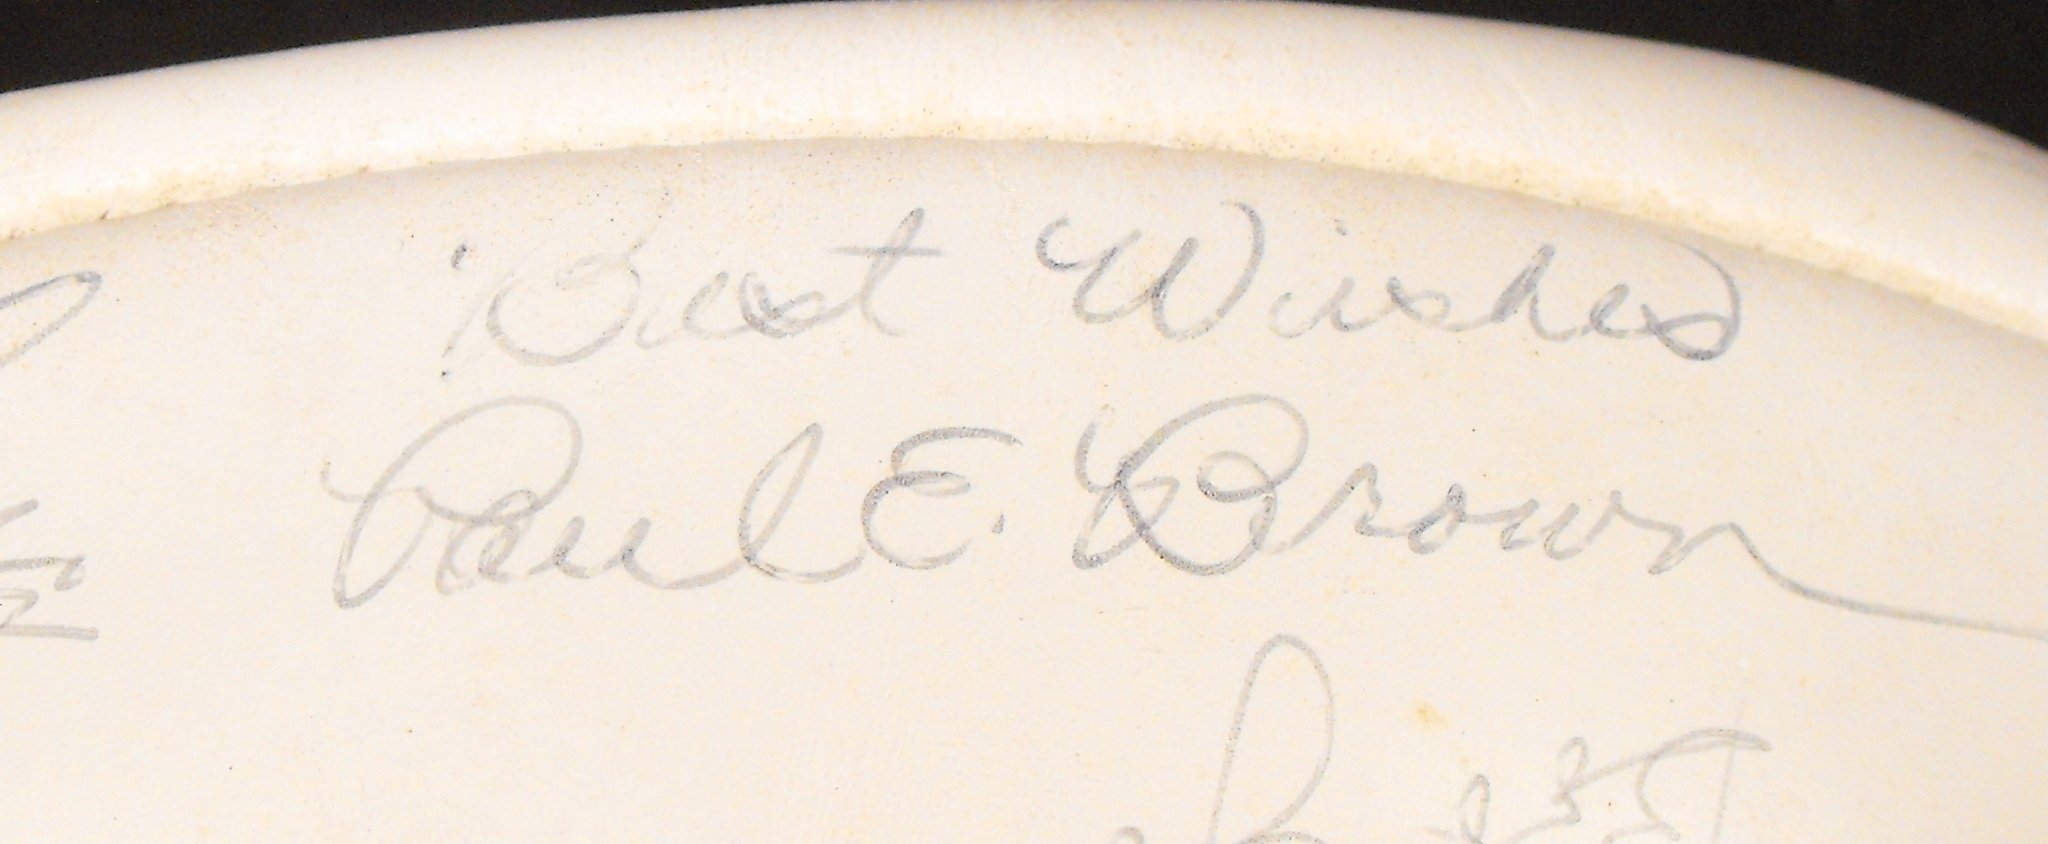 Best Wishes
Paul E. Brown